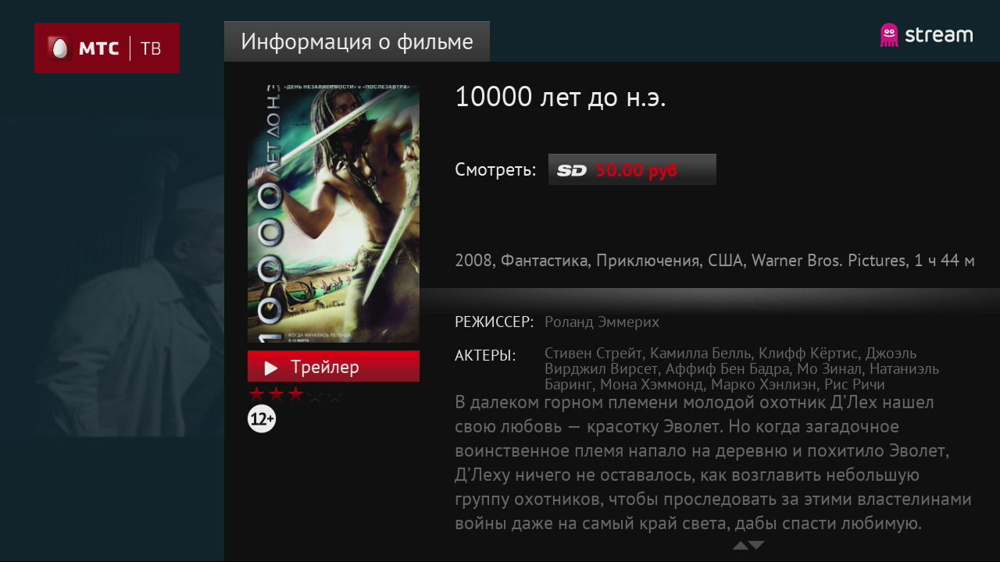 МТС ТВ
Информация о фильме
stream
«ДЕНЬ НЕЗАВИСИМОСТИ» и «ПОСЛЕЗАВТРА»
10000 ЛЕТ ДО Н.Э
КОГДА НАЧАЛАСЬ ЛЕГЕНДА
С 13 МАРТА
10000 лет до н.э.
Смотреть: SD 50.00 руб
2008, Фантастика, Приключения, США, Warner Bros. Pictures, 1 ч 44 м
Трейлер
12+
РЕЖИССЕР: Роланд Эммерих
АКТЕРЫ: Стивен Стрейт, Камилла Белль, Клифф Кёртис, Джоэль
Вирджил Вирсет, Аффиф Бен Бадра, Мо Зинал, Натаниэль
Баринг, Мона Хэммонд, Марко Хэнлиэн, Рис Ричи
В далеком горном племени молодой охотник Д’Лех нашел
свою любовь — красотку Эволет. Но когда загадочное
воинственное племя напало на деревню и похитило Эволет,
Д’Леху ничего не оставалось, как возглавить небольшую
группу охотников, чтобы проследовать за этими властелинами
войны даже на самый край света, дабы спасти любимую.